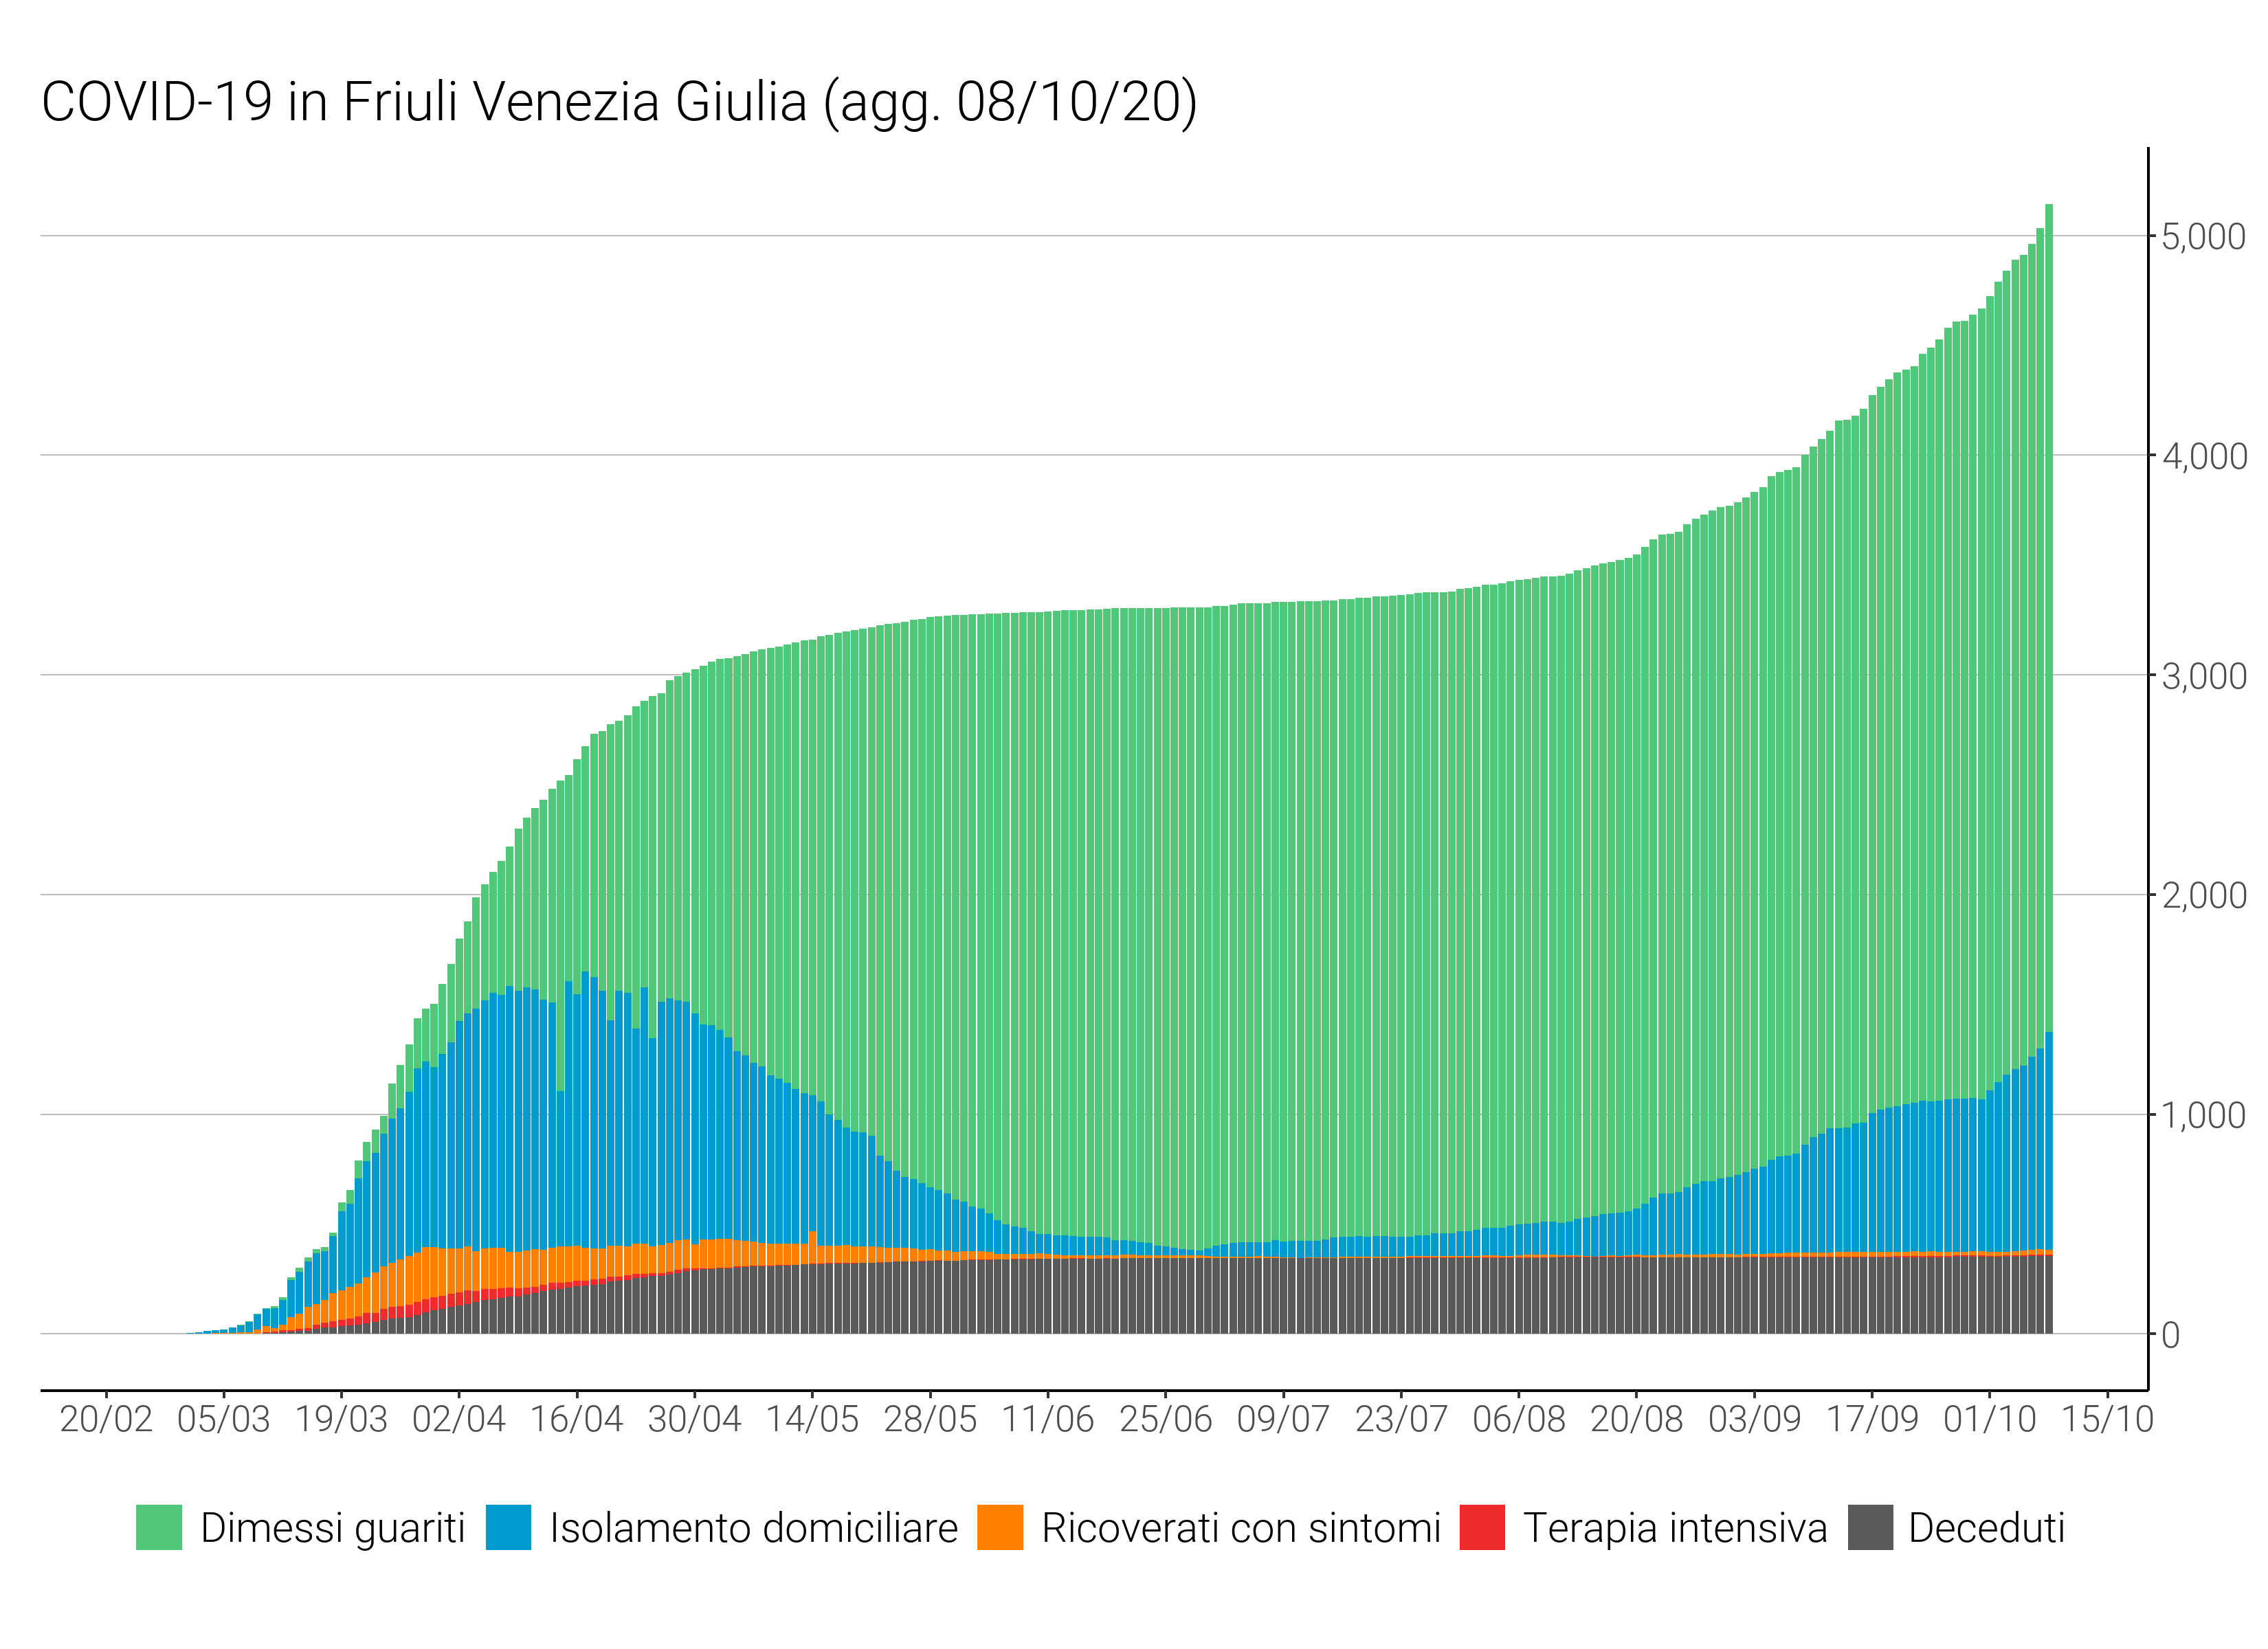 COVID-19 in Friuli Venezia Giulia (agg. 08/10/20)
5,000
4,000
3,000
2,000
1,000
0
20/02 05/03 19/03 02/04 16/04 30/04 14/05 28/05 11/06 25/06 09/07 23/07 06/08 20/08 03/09 17/09 01/10 15/10
Dimessi guariti Isolamento domiciliare Ricoverati con sintomi Terapia intensiva Deceduti